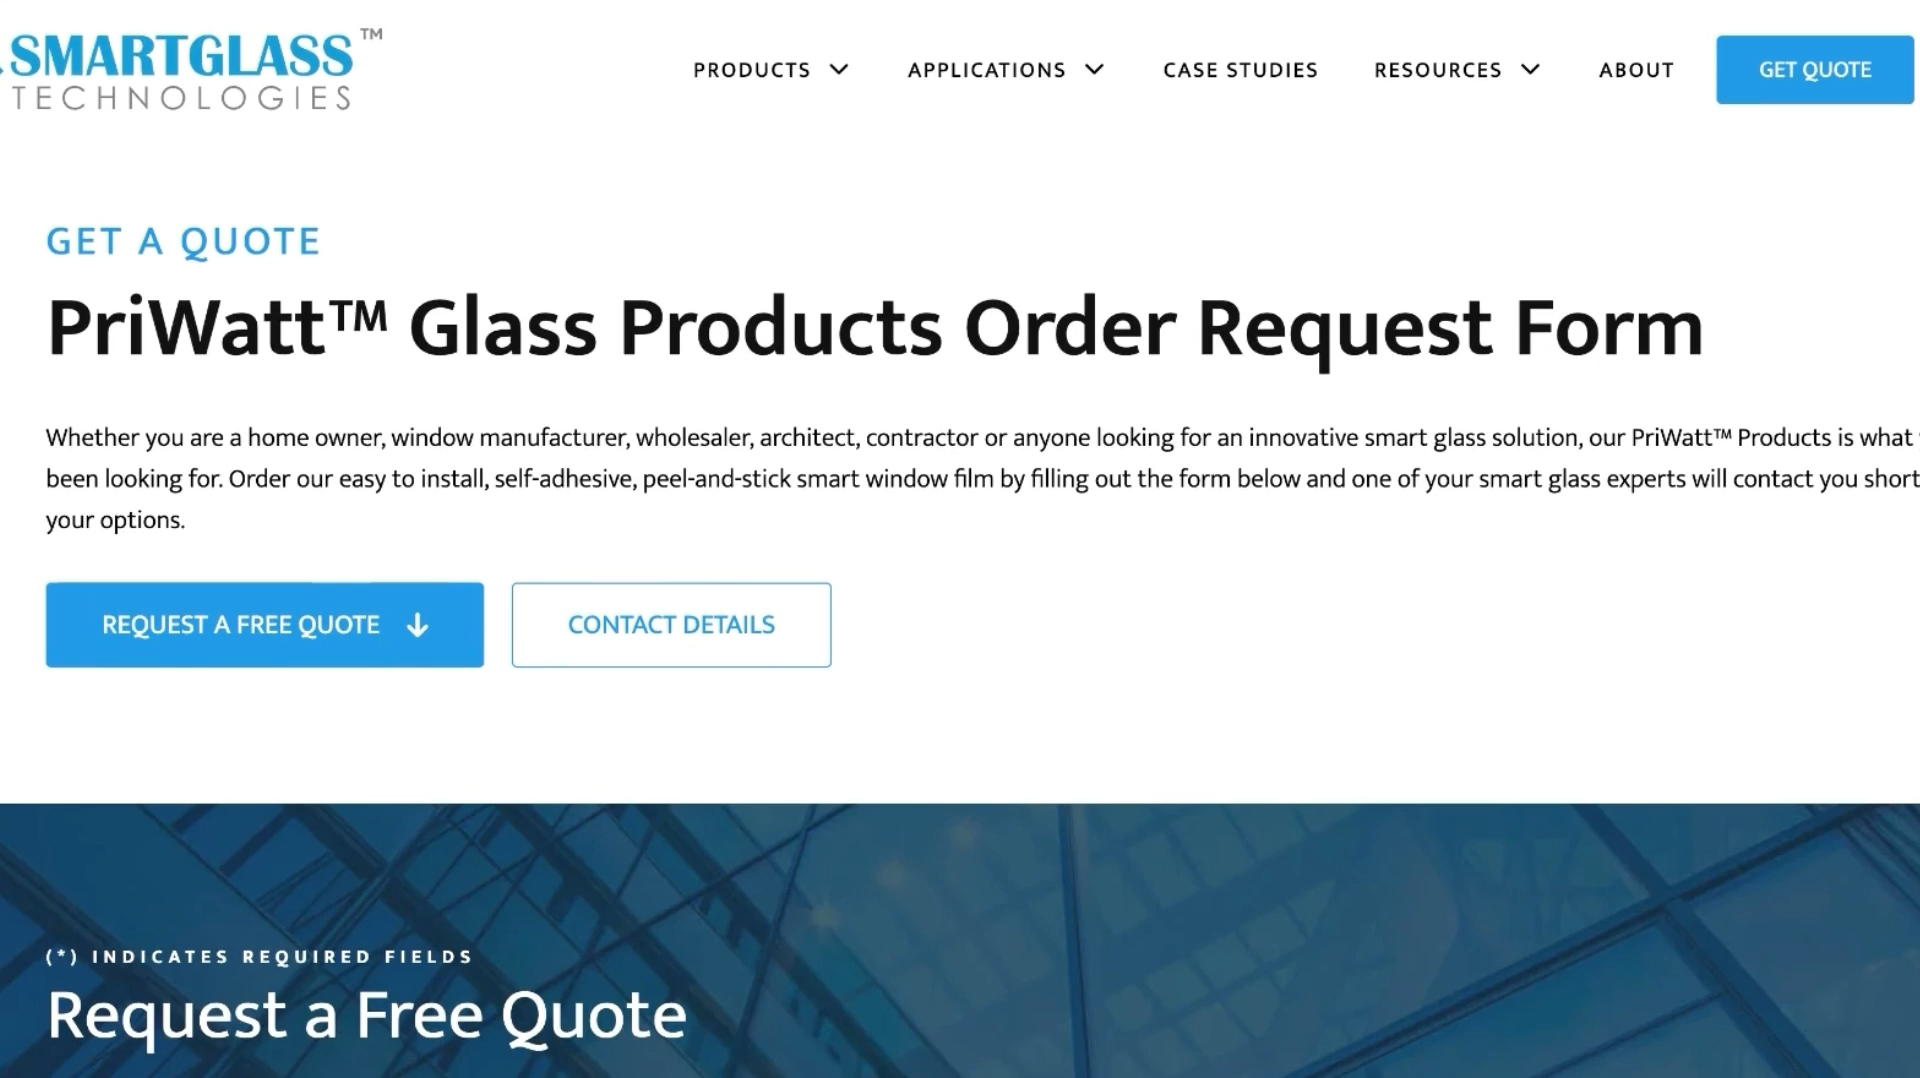 SMARTGLASS™
TECHNOLOGIES
PRODUCTS APPLICATIONS CASE STUDIES RESOURCES ABOUT GET QUOTE
GET A QUOTE
PriWatt™ Glass Products Order Request Form
Whether you are a home owner, window manufacturer, wholesaler, architect, contractor or anyone looking for an innovative smart glass solution, our PriWatt™ Products is what
been looking for. Order our easy to install, self-adhesive, peel-and-stick smart window film by filling out the form below and one of your smart glass experts will contact you short
your options.
REQUEST A FREE QUOTE CONTACT DETAILS
(*) INDICATES REQUIRED FIELDS
Request a Free Quote